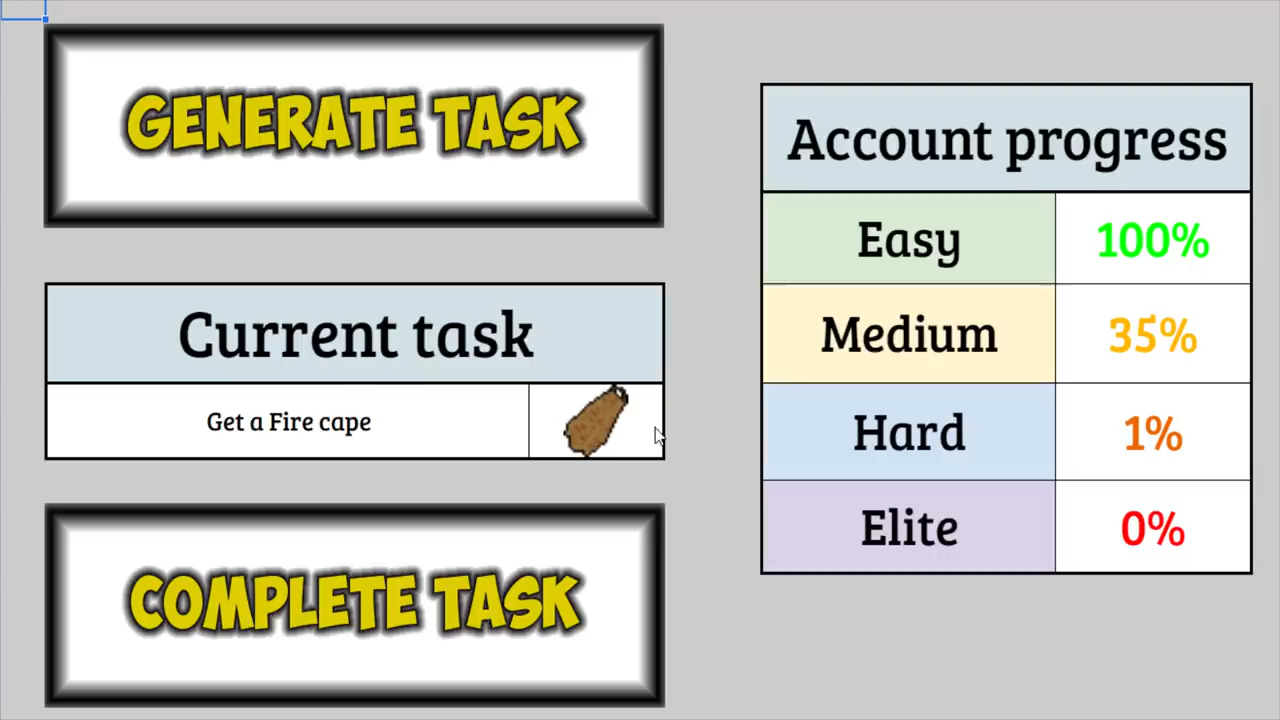 GENERATE TASK
Current task
Get a Fire cape
COMPLETE TASK
Account progress
Easy 100%
Medium 35%
Hard 1%
Elite 0%